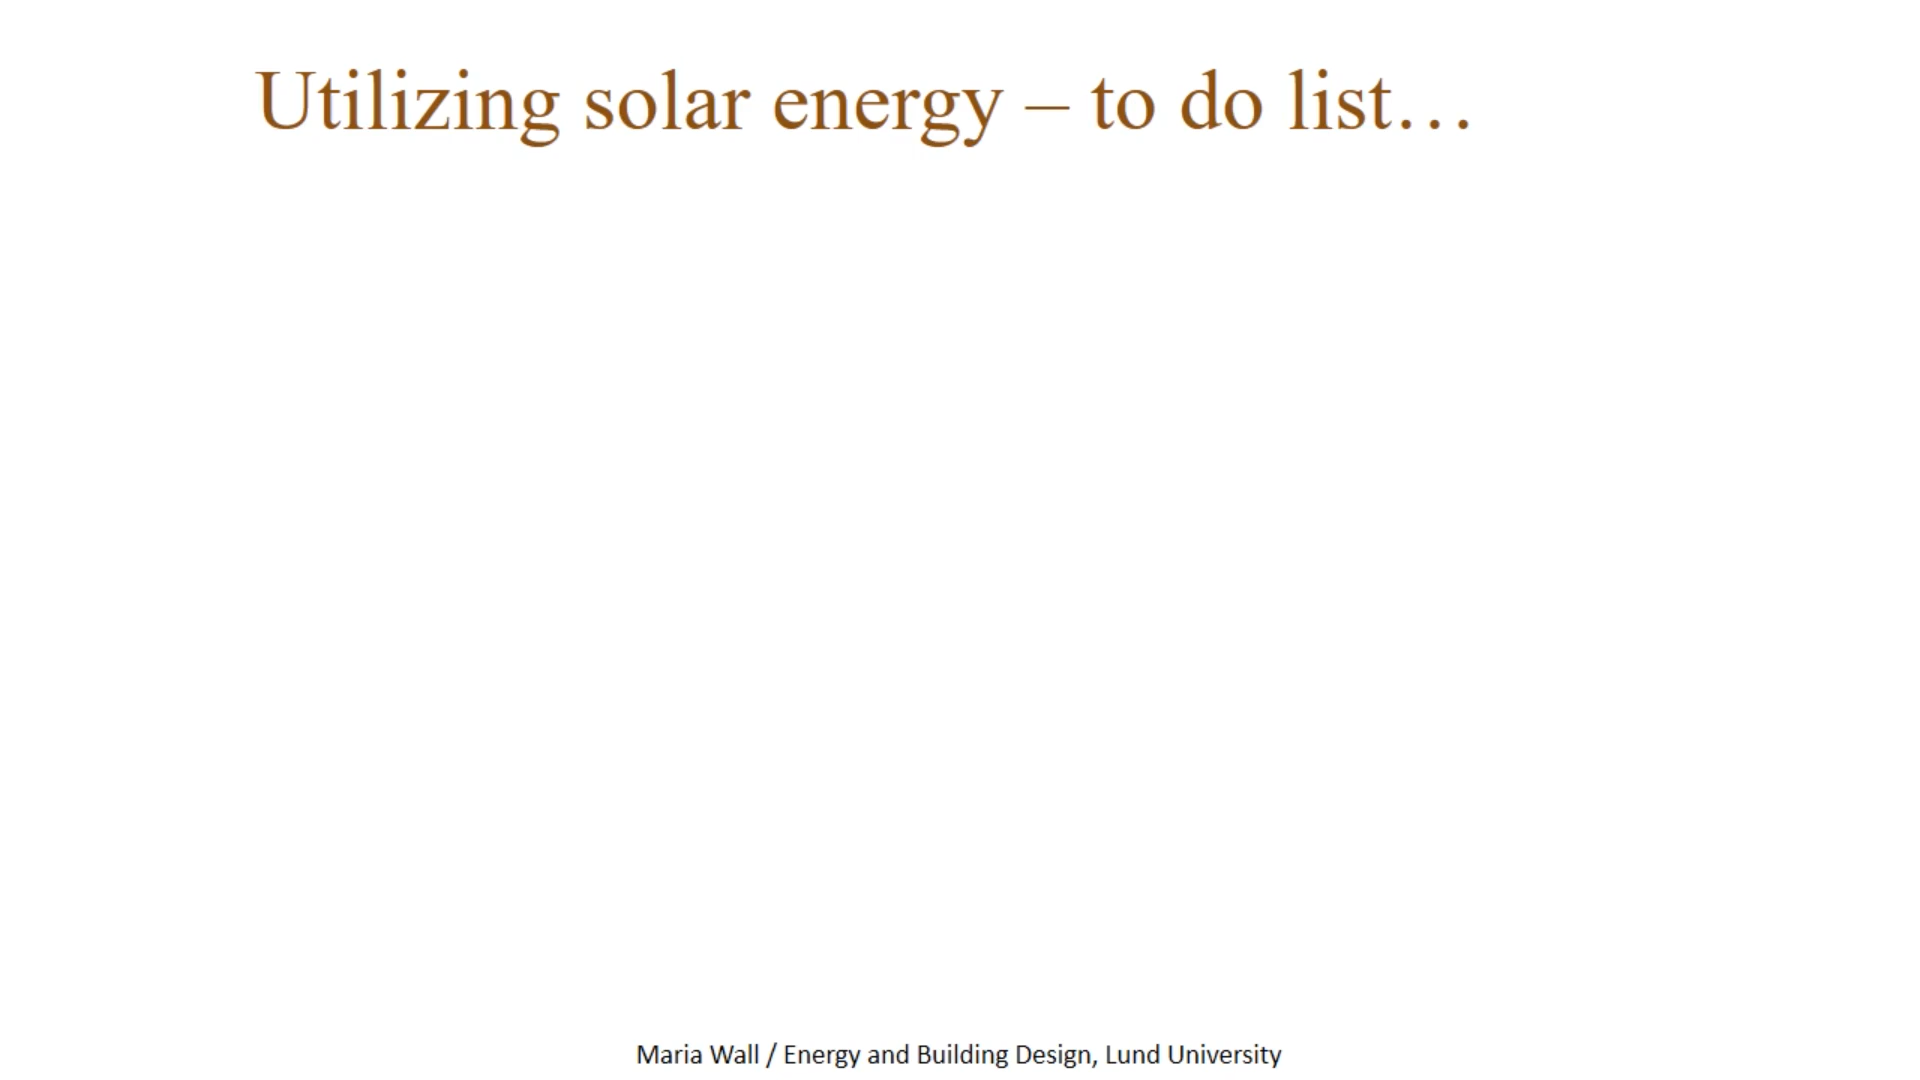 Utilizing solar energy – to do list…
Maria Wall / Energy and Building Design, Lund University